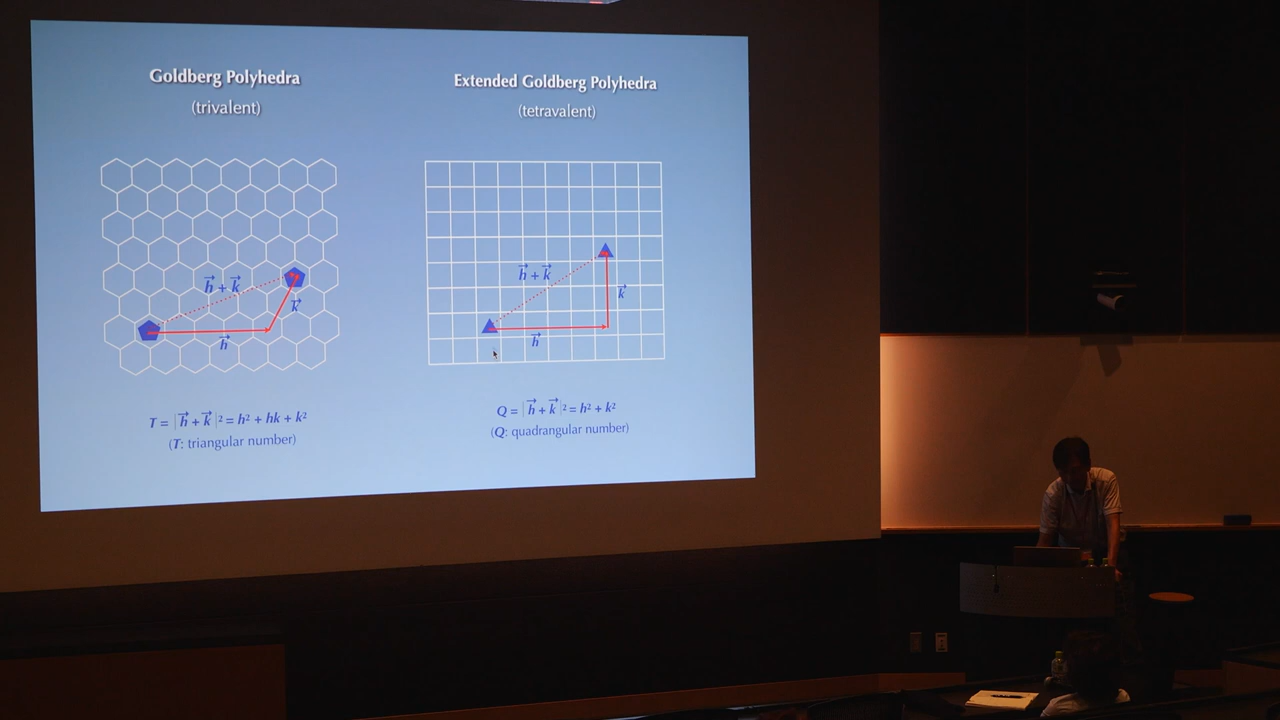 Goldberg Polyhedra
(trivalent)
h⃗ + k⃗
k⃗
h⃗
T = |h⃗ + k⃗|² = h² + hk + k²
(T: triangular number)
Extended Goldberg Polyhedra
(tetravalent)
h⃗ + k⃗
k⃗
h⃗
Q = |h⃗ + k⃗|² = h² + k²
(Q: quadrangular number)